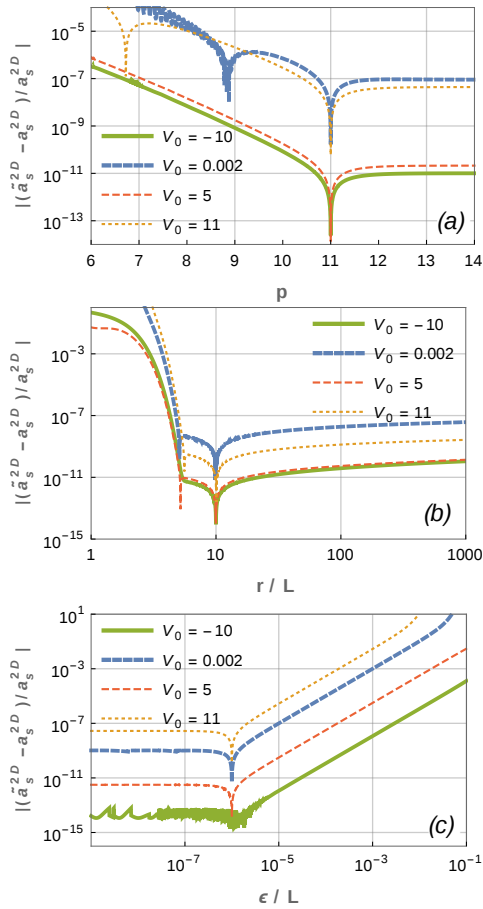 10^-5
10^-7
10^-9
10^-11
10^-13
|(ã_s^2D − a_s^2D)/a_s^2D|
V_0 = −10
V_0 = 0.002
V_0 = 5
V_0 = 11
(a)
6 7 8 9 10 11 12 13 14
p
10^-3
10^-7
10^-11
10^-15
|(ã_s^2D − a_s^2D)/a_s^2D|
V_0 = −10
V_0 = 0.002
V_0 = 5
V_0 = 11
(b)
1 10 100 1000
r / L
10^1
10^-3
10^-7
10^-11
10^-15
|(ã_s^2D − a_s^2D)/a_s^2D|
V_0 = −10
V_0 = 0.002
V_0 = 5
V_0 = 11
(c)
10^-7 10^-5 10^-3 10^-1
ϵ / L